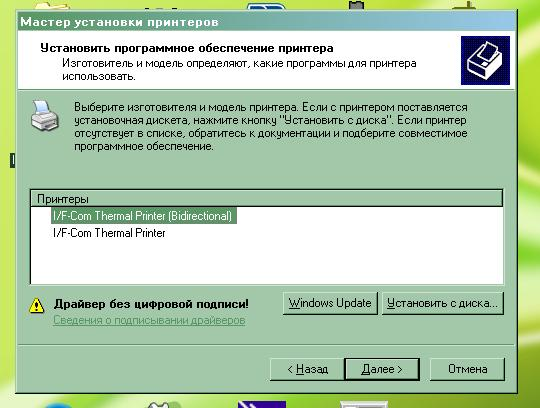 Мастер установки принтеров
Установить программное обеспечение принтера
Изготовитель и модель определяют, какие программы для принтера
использовать.
Выберите изготовителя и модель принтера. Если с принтером поставляется
установочная дискета, нажмите кнопку "Установить с диска". Если принтер
отсутствует в списке, обратитесь к документации и подберите совместимое
программное обеспечение.
Принтеры
I/F-Com Thermal Printer (Bidirectional)
I/F-Com Thermal Printer
Драйвер без цифровой подписи!
Сведения о подписывании драйверов
Windows Update
Установить с диска...
< Назад
Далее >
Отмена